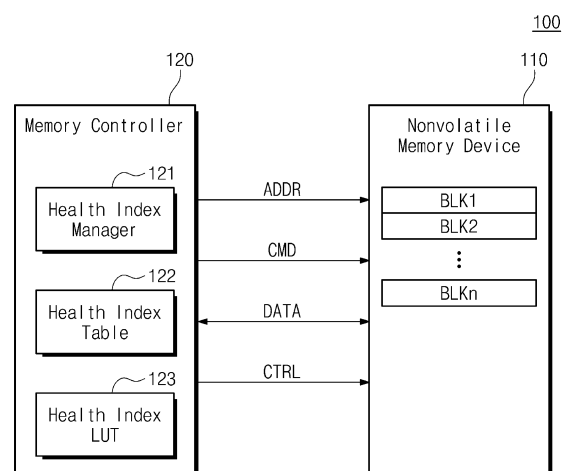 100
120
110
Memory Controller
Nonvolatile
Memory Device
121
Health Index
Manager
122
Health Index
Table
123
Health Index
LUT
ADDR
CMD
DATA
CTRL
BLK1
BLK2
BLKn